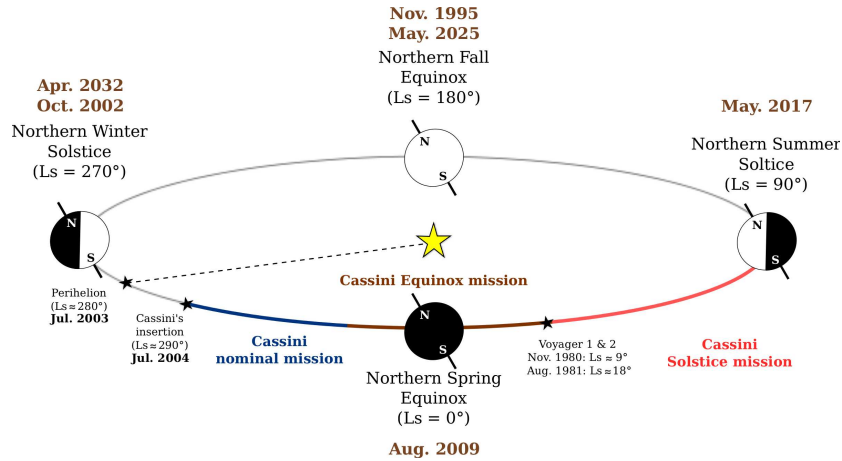 Nov. 1995
May. 2025
Northern Fall
Equinox
(Ls = 180°)
Apr. 2032
Oct. 2002
Northern Winter
Solstice
(Ls = 270°)
May. 2017
Northern Summer
Soltice
(Ls = 90°)
N
S
N
S
N
S
Cassini Equinox mission
Perihelion
(Ls≈280°)
Jul. 2003
Cassini's
insertion
(Ls≈290°)
Jul. 2004
Cassini
nominal mission
N
S
Voyager 1 & 2
Nov. 1980: Ls ≈ 9°
Aug. 1981: Ls≈18°
Cassini
Solstice mission
Northern Spring
Equinox
(Ls = 0°)
Aug. 2009